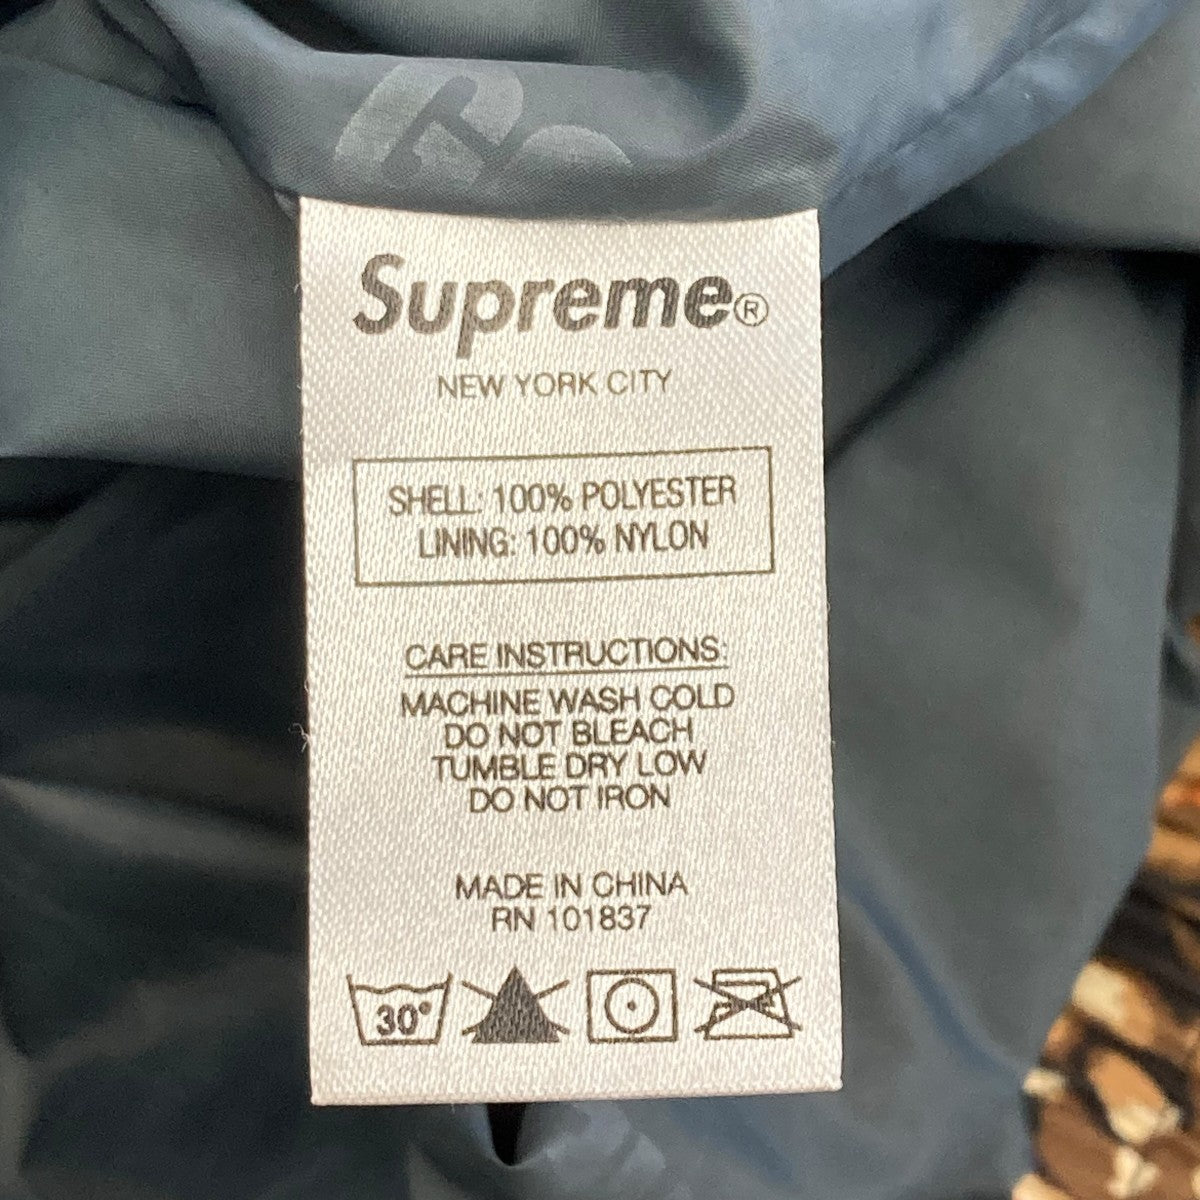 Supreme®
NEW YORK CITY
SHELL: 100% POLYESTER
LINING: 100% NYLON
CARE INSTRUCTIONS:
MACHINE WASH COLD
DO NOT BLEACH
TUMBLE DRY LOW
DO NOT IRON
MADE IN CHINA
RN 101837
30°